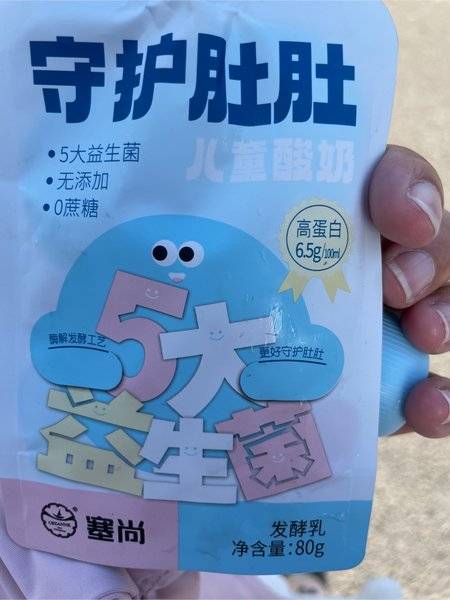 守护肚肚
儿童酸奶
•5大益生菌
•无添加
•0蔗糖
高蛋白
6.5g/100ml
酶解发酵工艺
更好守护肚肚
5大
益生菌
塞尚
发酵乳
净含量:80g